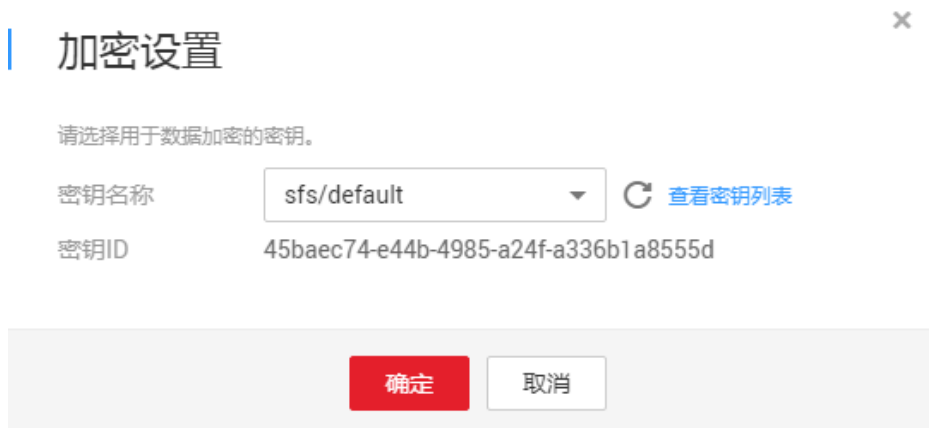 加密设置
请选择用于数据加密的密钥。
密钥名称 sfs/default 查看密钥列表
密钥ID 45baec74-e44b-4985-a24f-a336b1a8555d
确定 取消